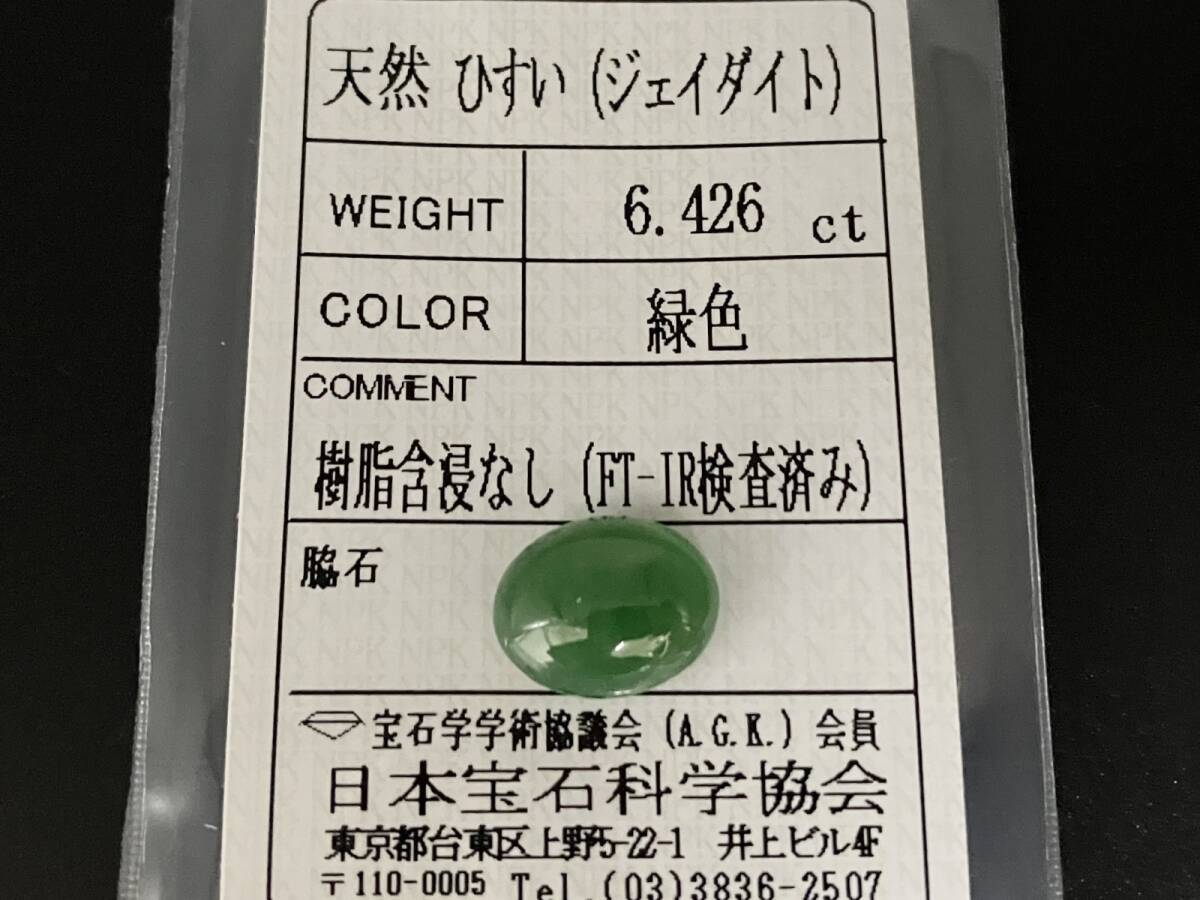 天然 ひすい (ジェイダイト)
WEIGHT 6.426 ct
COLOR 緑色
COMMENT
樹脂含浸なし (FT-IR検査済み)
脇石
宝石学学術協議会 (A.G.K.) 会員
日本宝石科学協会
東京都台東区上野5-22-1 井上ビル4F
〒110-0005 Tel.(03)3836-2507